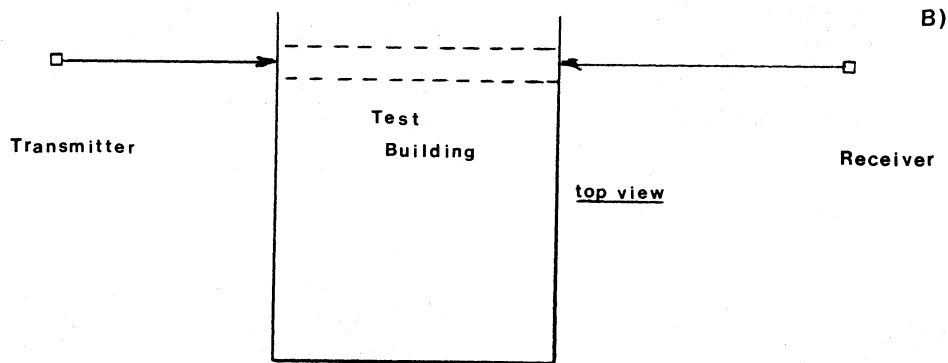 B)
Test
Building
Transmitter
Receiver
top view